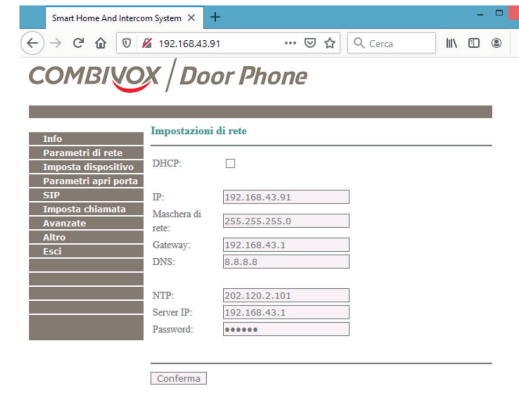 Smart Home And Intercom System
192.168.43.91
Cerca
COMBIVOX / Door Phone
Info
Parametri di rete
Imposta dispositivo
Parametri apri porta
SIP
Imposta chiamata
Avanzate
Altro
Esci
Impostazioni di rete
DHCP:
IP: 192.168.43.91
Maschera di
rete: 255.255.255.0
Gateway: 192.168.43.1
DNS: 8.8.8.8
NTP: 202.120.2.101
Server IP: 192.168.43.1
Password: ••••••
Conferma